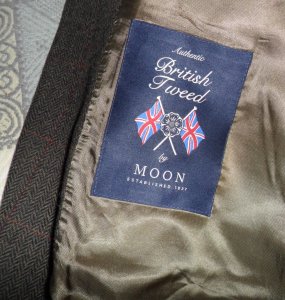 Authentic
British
Tweed
by
MOON
ESTABLISHED 1837